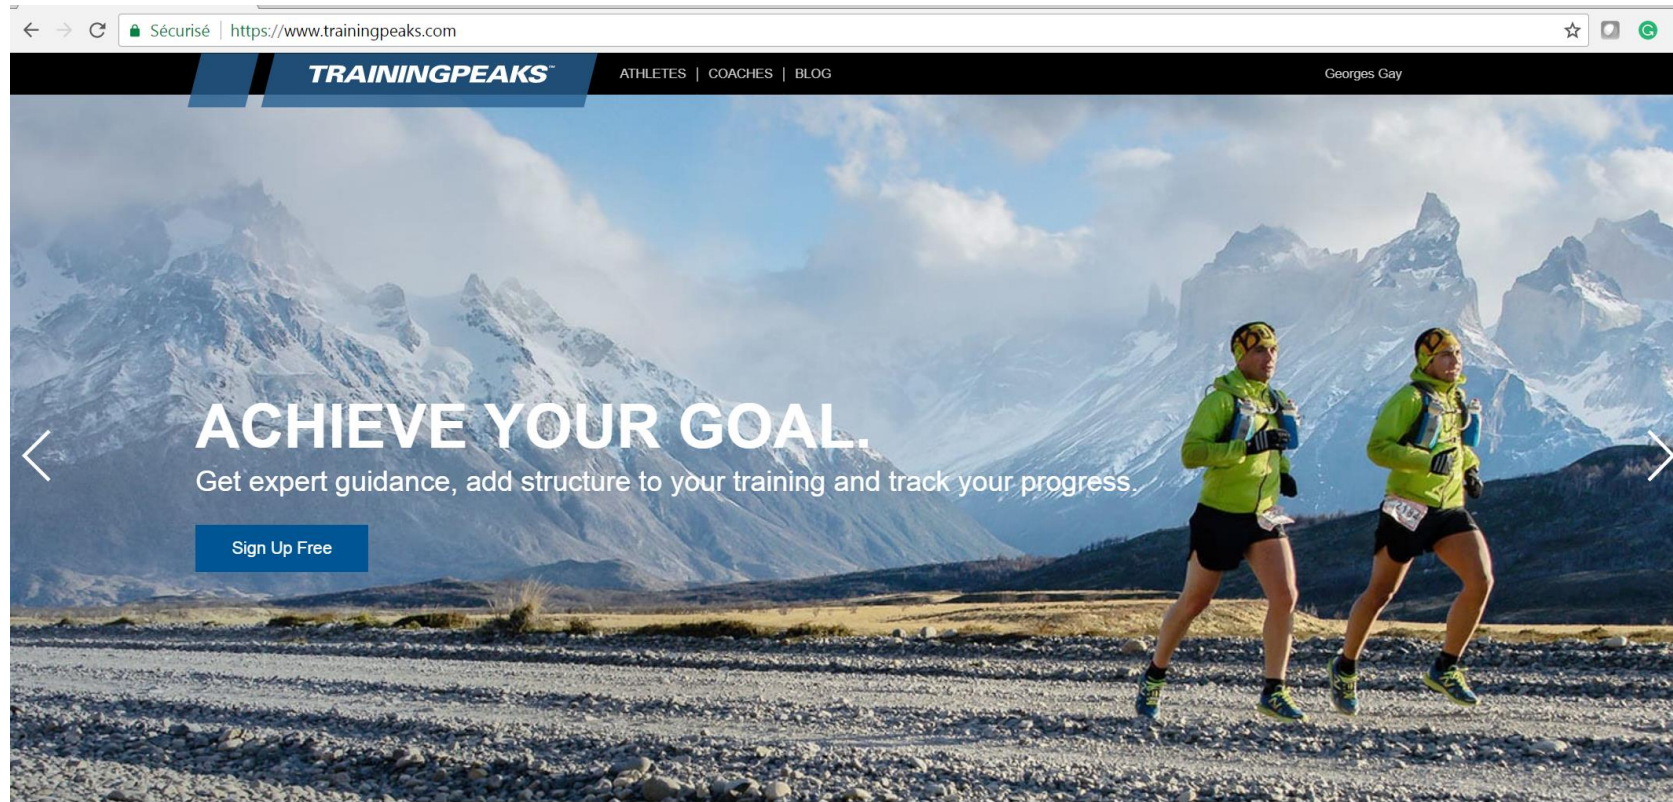 Sécurisé | https://www.trainingpeaks.com
TRAININGPEAKS™ ATHLETES | COACHES | BLOG Georges Gay
ACHIEVE YOUR GOAL.
Get expert guidance, add structure to your training and track your progress.
Sign Up Free